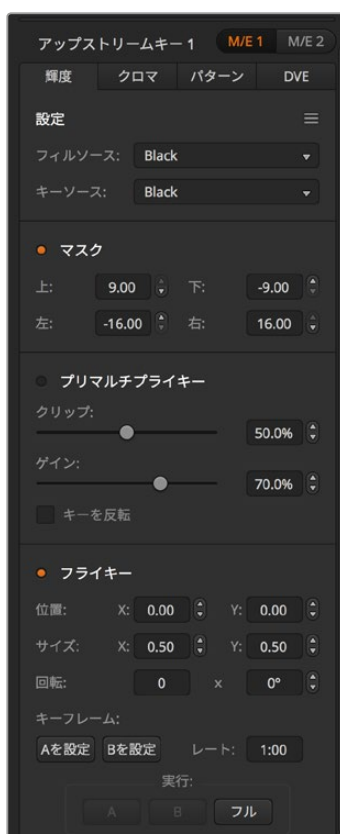 アップストリームキー 1 M/E 1 M/E 2
輝度 クロマ パターン DVE
設定
フィルソース: Black
キーソース: Black
マスク
上: 9.00 下: -9.00
左: -16.00 右: 16.00
プリマルチプライキー
クリップ:
50.0%
ゲイン:
70.0%
キーを反転
フライキー
位置: X: 0.00 Y: 0.00
サイズ: X: 0.50 Y: 0.50
回転: 0 x 0°
キーフレーム:
Aを設定 Bを設定 レート: 1:00
実行:
A B フル